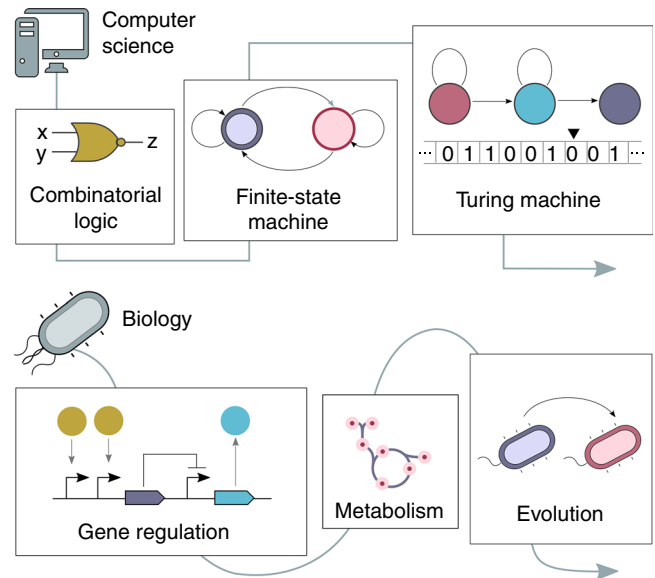 Computer
science
x
y
z
Combinatorial
logic
Finite-state
machine
... 0 1 1 0 0 1 0 0 1 ...
Turing machine
Biology
Gene regulation
Metabolism
Evolution